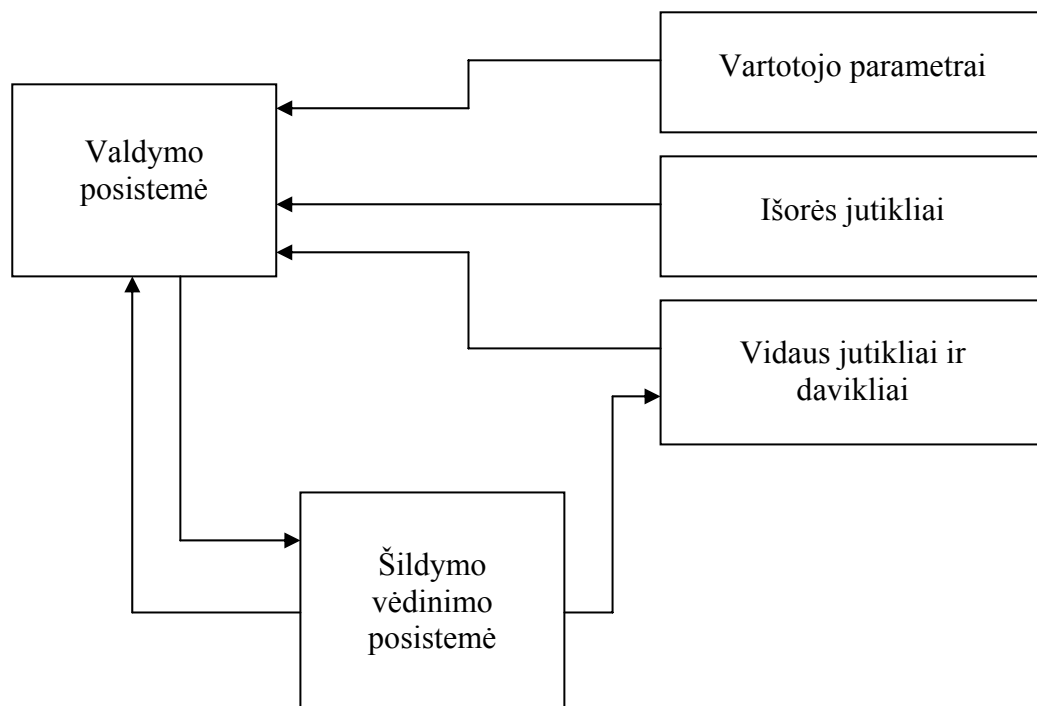 Vartotojo parametrai
Valdymo
posistemė
Išorės jutikliai
Vidaus jutikliai ir
davikliai
Šildymo
vėdinimo
posistemė